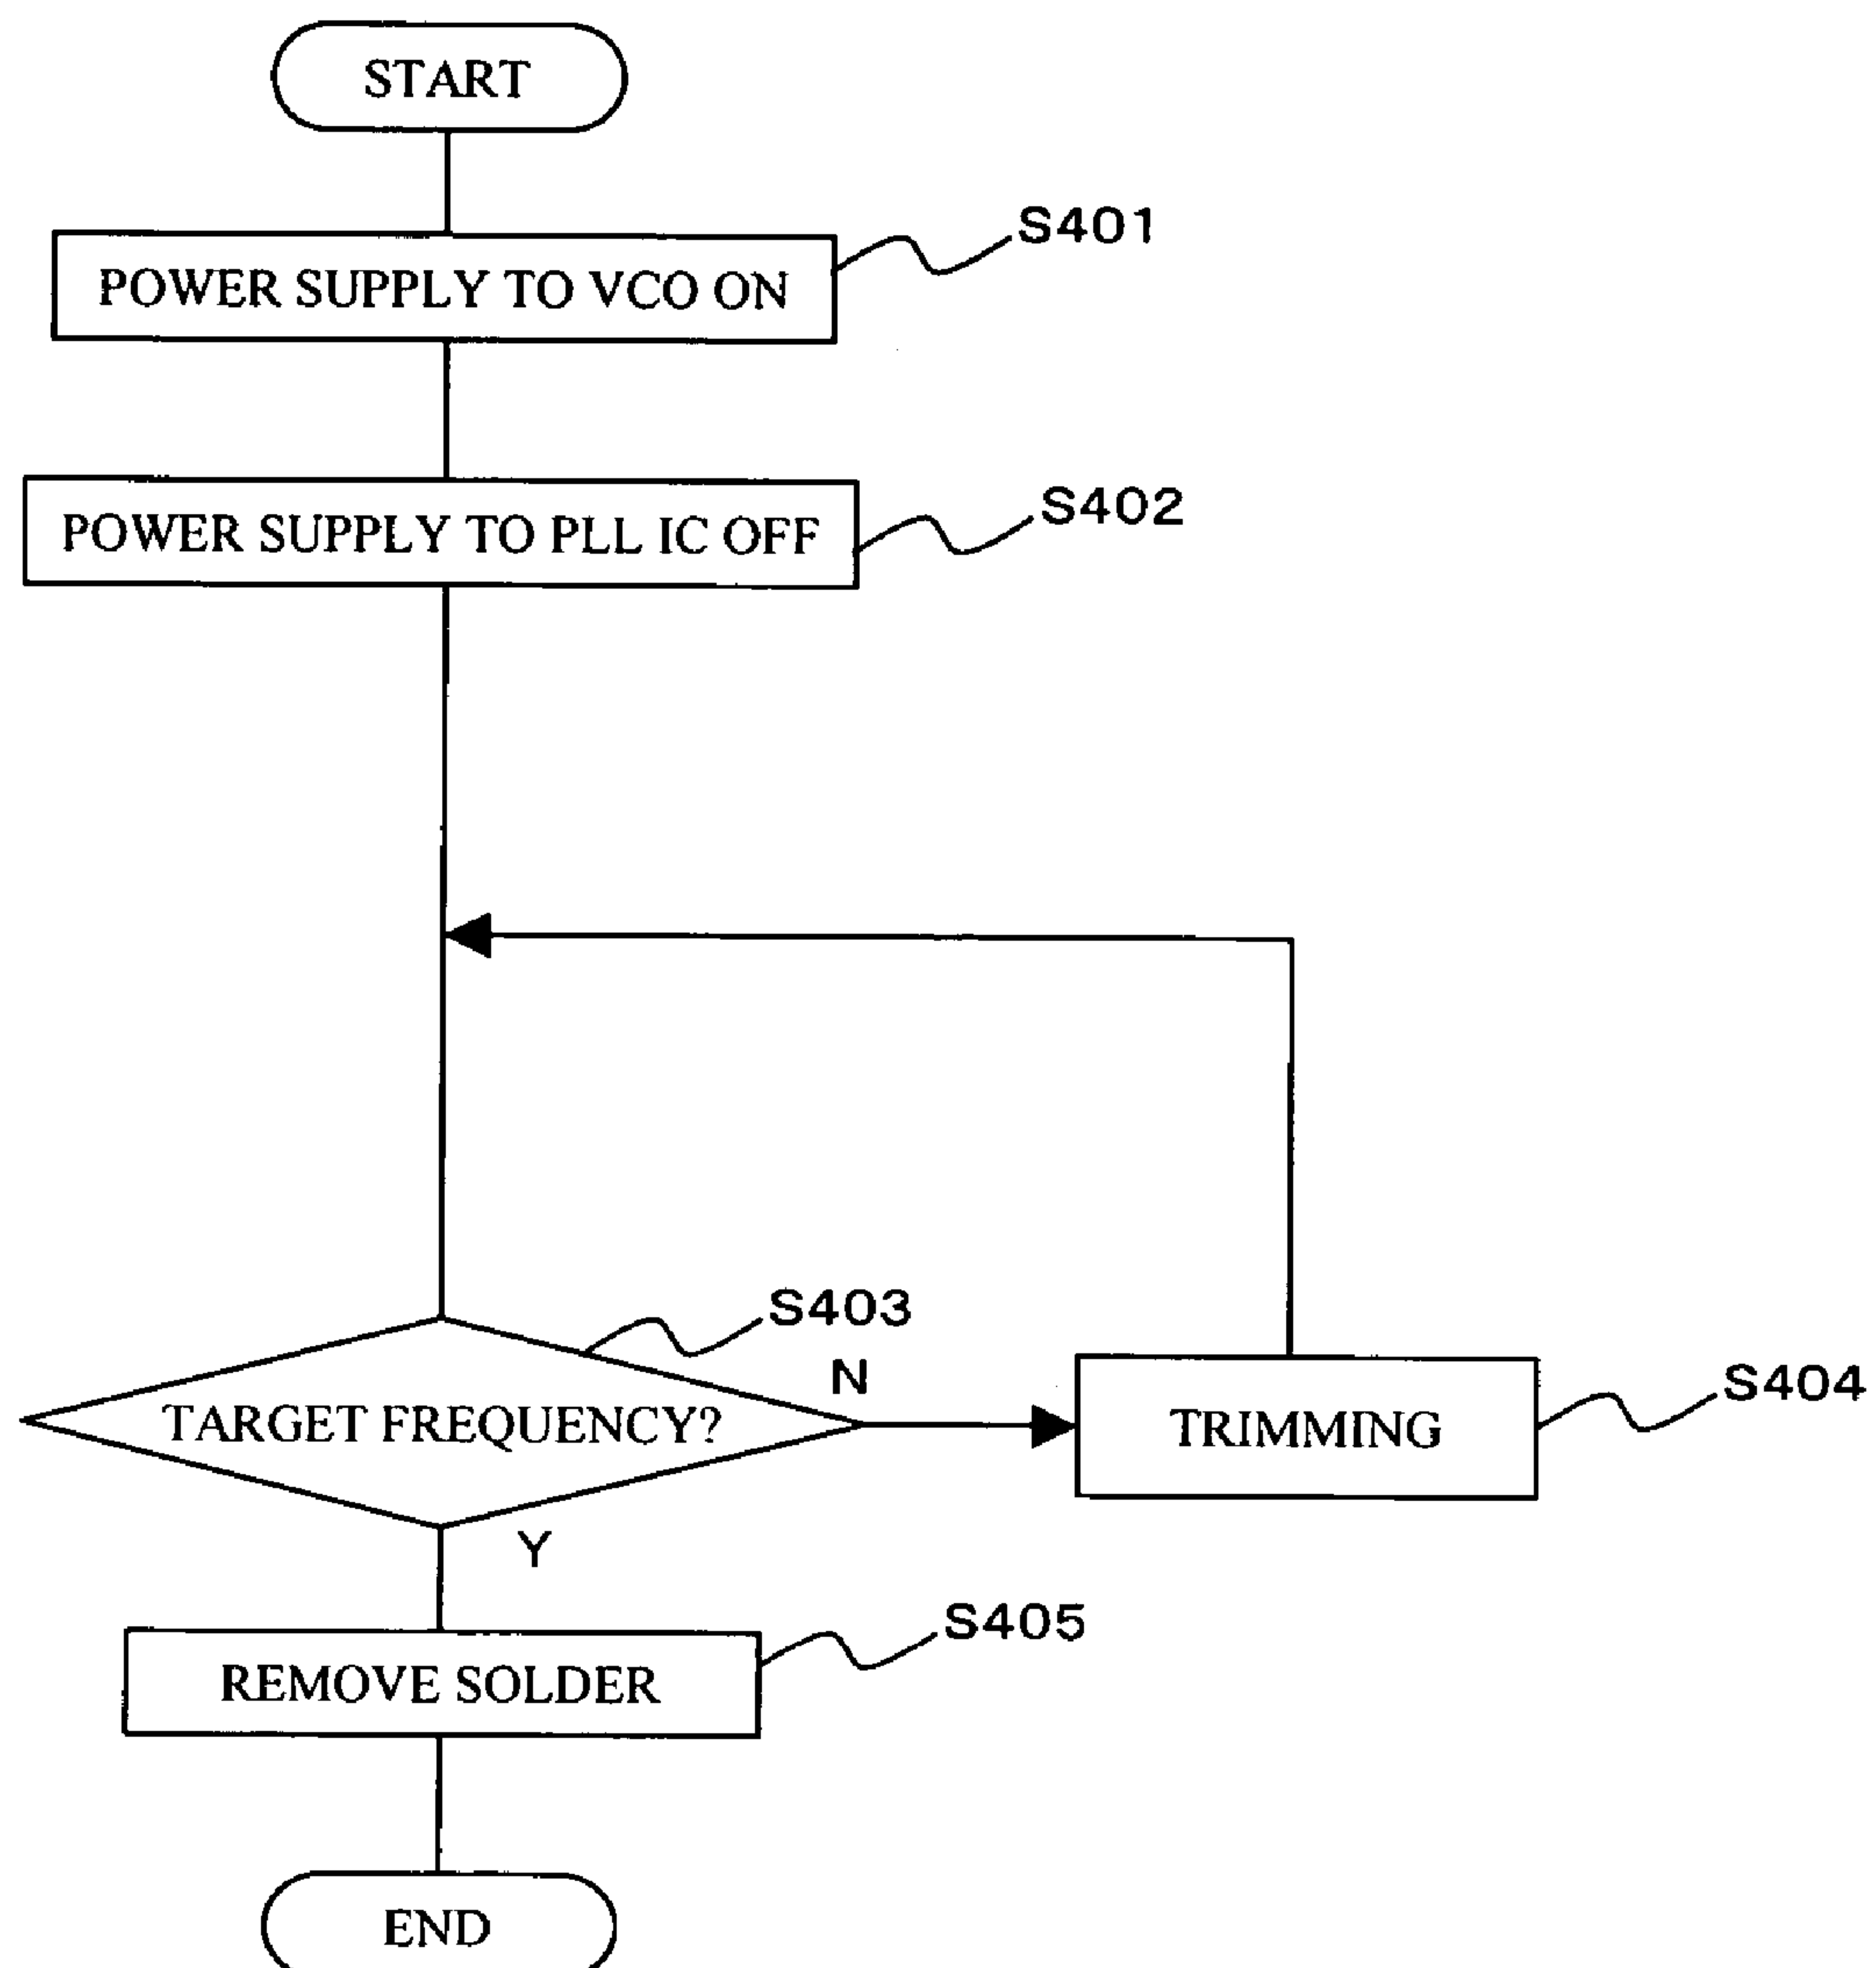 START
S401
POWER SUPPLY TO VCO ON
S402
POWER SUPPLY TO PLL IC OFF
S403
N
TARGET FREQUENCY?
S404
TRIMMING
Y
S405
REMOVE SOLDER
END